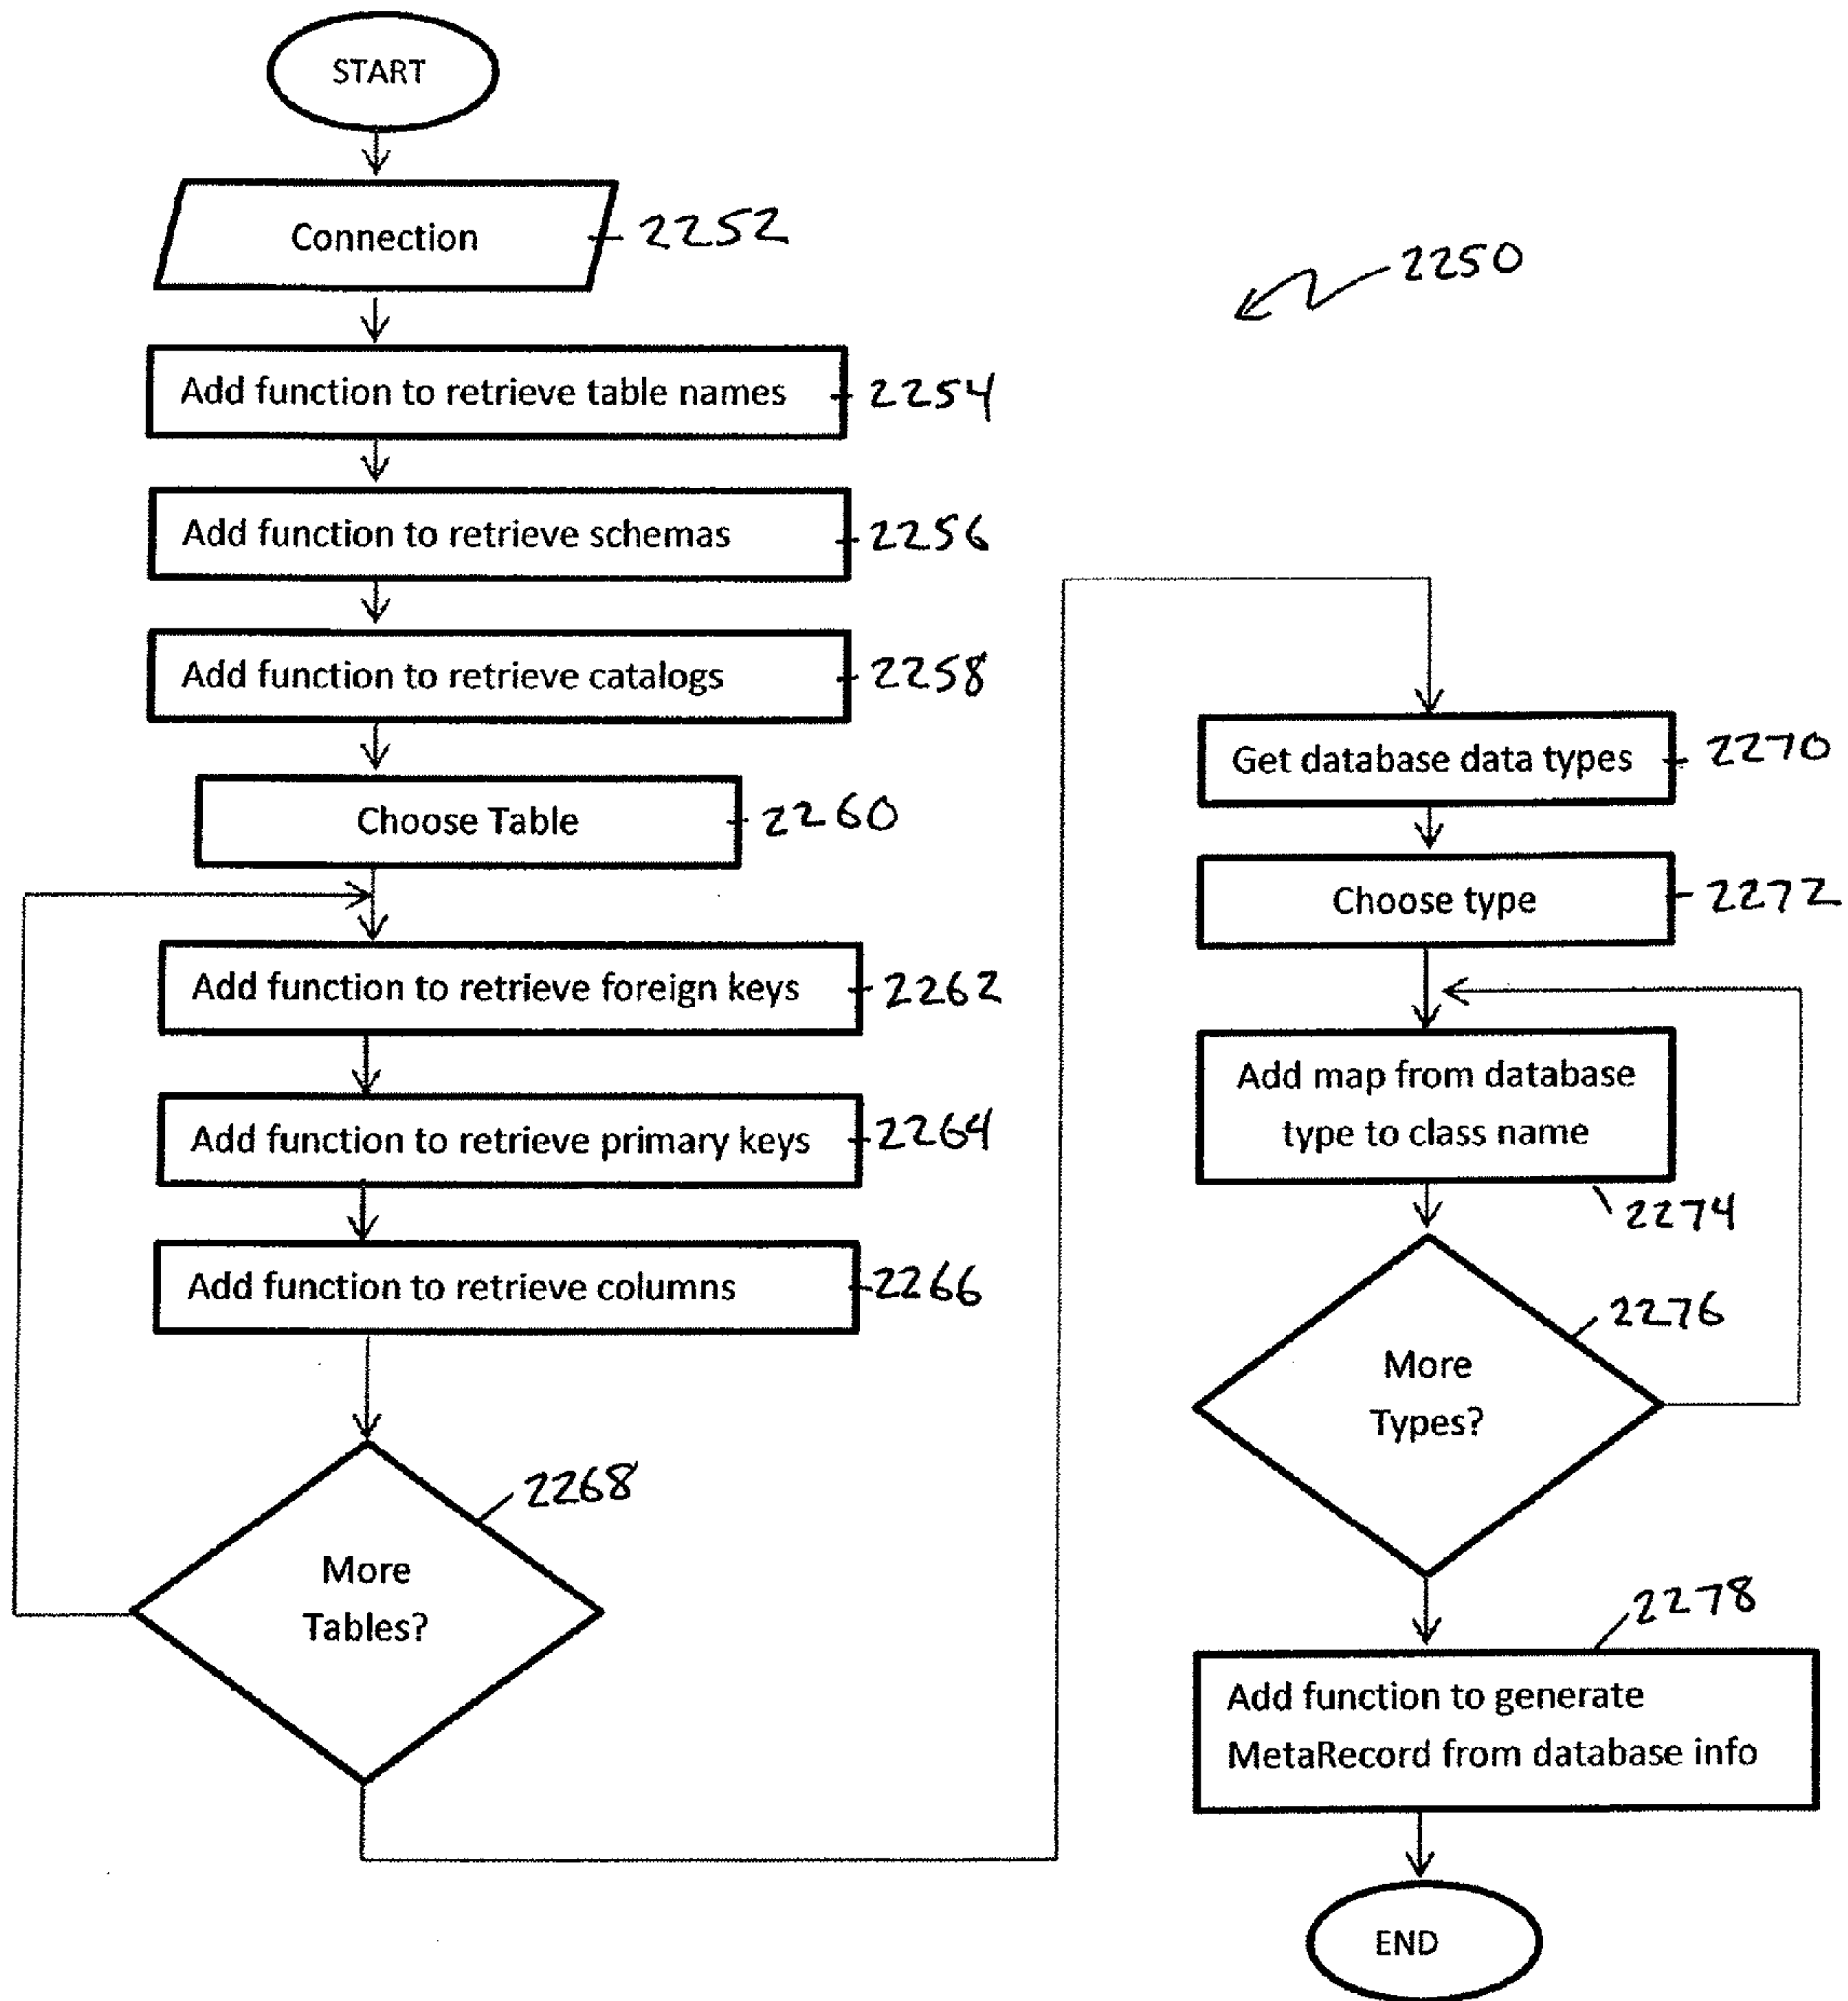 START
Connection
2252
2250
Add function to retrieve table names
2254
Add function to retrieve schemas
2256
Add function to retrieve catalogs
2258
Choose Table
2260
Add function to retrieve foreign keys
2262
Add function to retrieve primary keys
2264
Add function to retrieve columns
2266
More
Tables?
2268
Get database data types
2270
Choose type
2272
Add map from database
type to class name
2274
More
Types?
2276
2278
Add function to generate
MetaRecord from database info
END